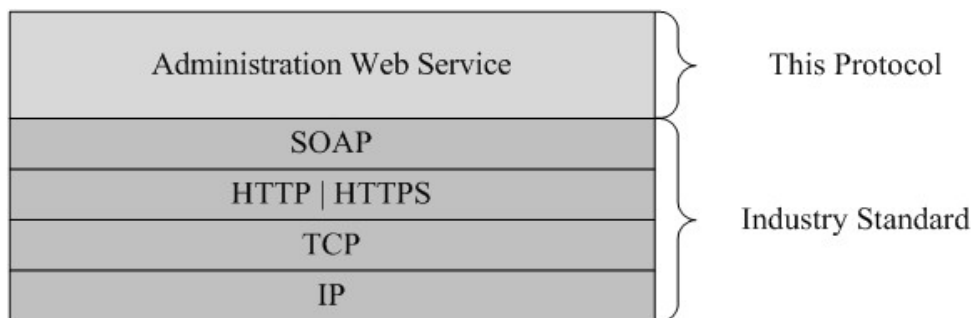 Administration Web Service
This Protocol
SOAP
HTTP | HTTPS
TCP
IP
Industry Standard